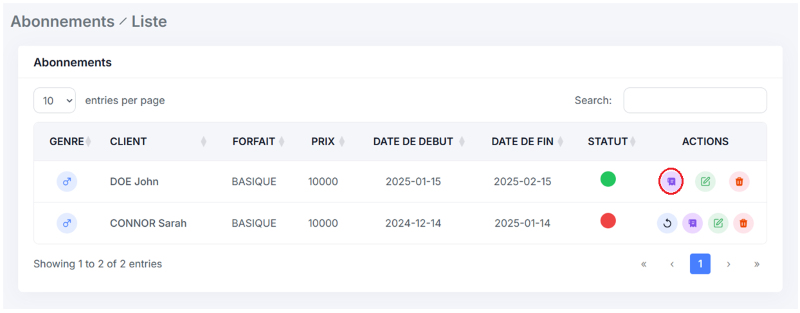 Abonnements / Liste
Abonnements
10 entries per page Search:
GENRE CLIENT FORFAIT PRIX DATE DE DEBUT DATE DE FIN STATUT ACTIONS
DOE John BASIQUE 10000 2025-01-15 2025-02-15
CONNOR Sarah BASIQUE 10000 2024-12-14 2025-01-14
Showing 1 to 2 of 2 entries « ‹ 1 › »